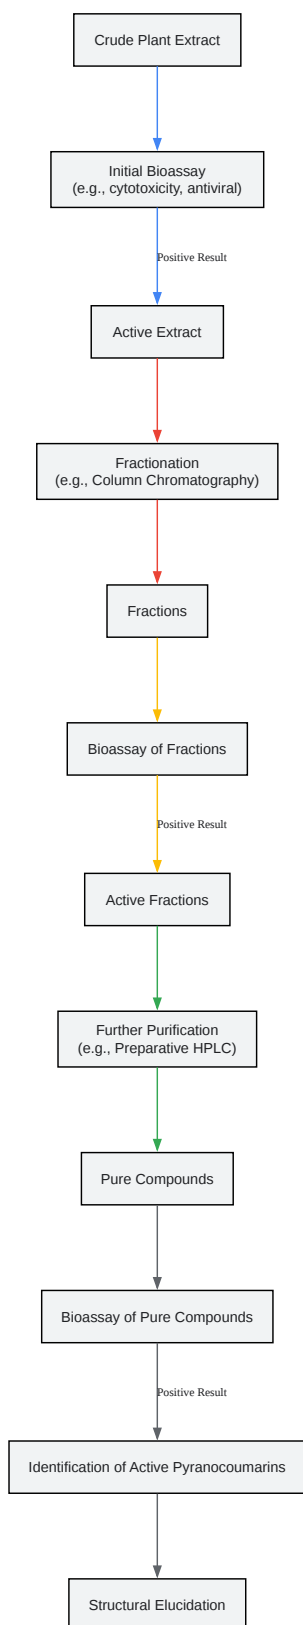 Crude Plant Extract
Initial Bioassay
(e.g., cytotoxicity, antiviral)
Positive Result
Active Extract
Fractionation
(e.g., Column Chromatography)
Fractions
Bioassay of Fractions
Positive Result
Active Fractions
Further Purification
(e.g., Preparative HPLC)
Pure Compounds
Bioassay of Pure Compounds
Positive Result
Identification of Active Pyranocoumarins
Structural Elucidation